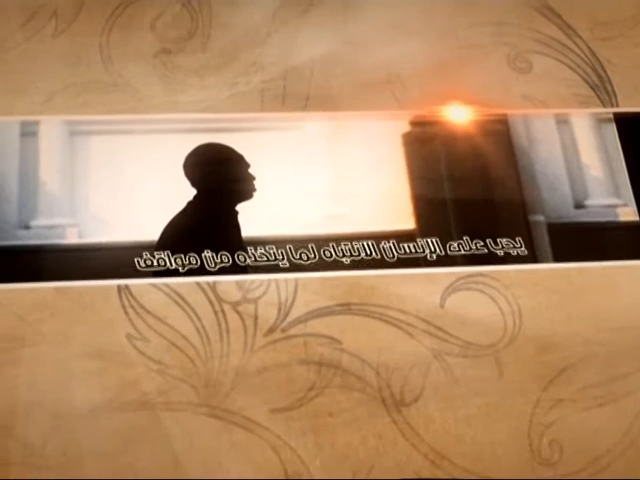 يجب على الإنسان الانتباه لما يتخذه من مواقف